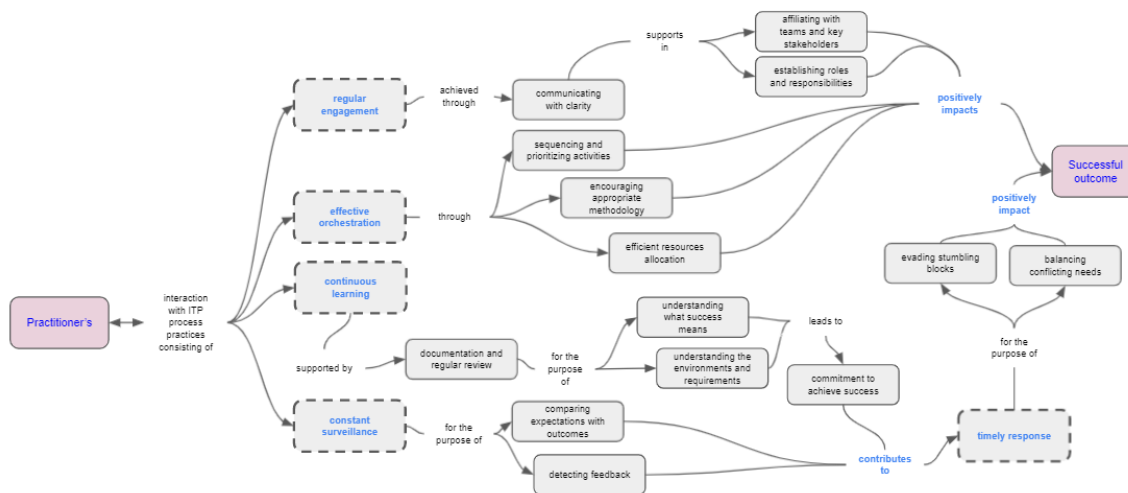 affiliating with
teams and key
stakeholders
supports
in
establishing roles
and responsibilities
regular
engagement
achieved
through
communicating
with clarity
positively
impacts
sequencing and
prioritizing activities
Successful
outcome
encouraging
appropriate
methodology
effective
orchestration
through
positively
impact
efficient resources
allocation
evading stumbling
blocks
balancing
conflicting needs
continuous
learning
Practitioner's
interaction
with ITP
process
practices
consisting of
understanding
what success
means
leads to
for the
purpose of
supported by
documentation and
regular review
for the
purpose
of
understanding the
environments and
requirements
commitment to
achieve success
constant
surveillance
for the
purpose of
comparing
expectations with
outcomes
timely response
detecting feedback
contributes
to